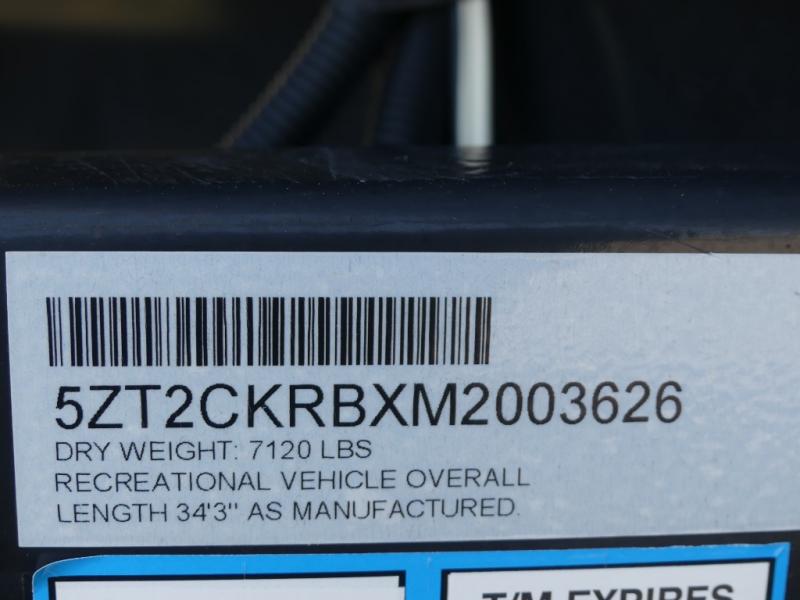 5ZT2CKRBXM2003626
DRY WEIGHT: 7120 LBS
RECREATIONAL VEHICLE OVERALL
LENGTH 34'3" AS MANUFACTURED.
T/M EXPIRES